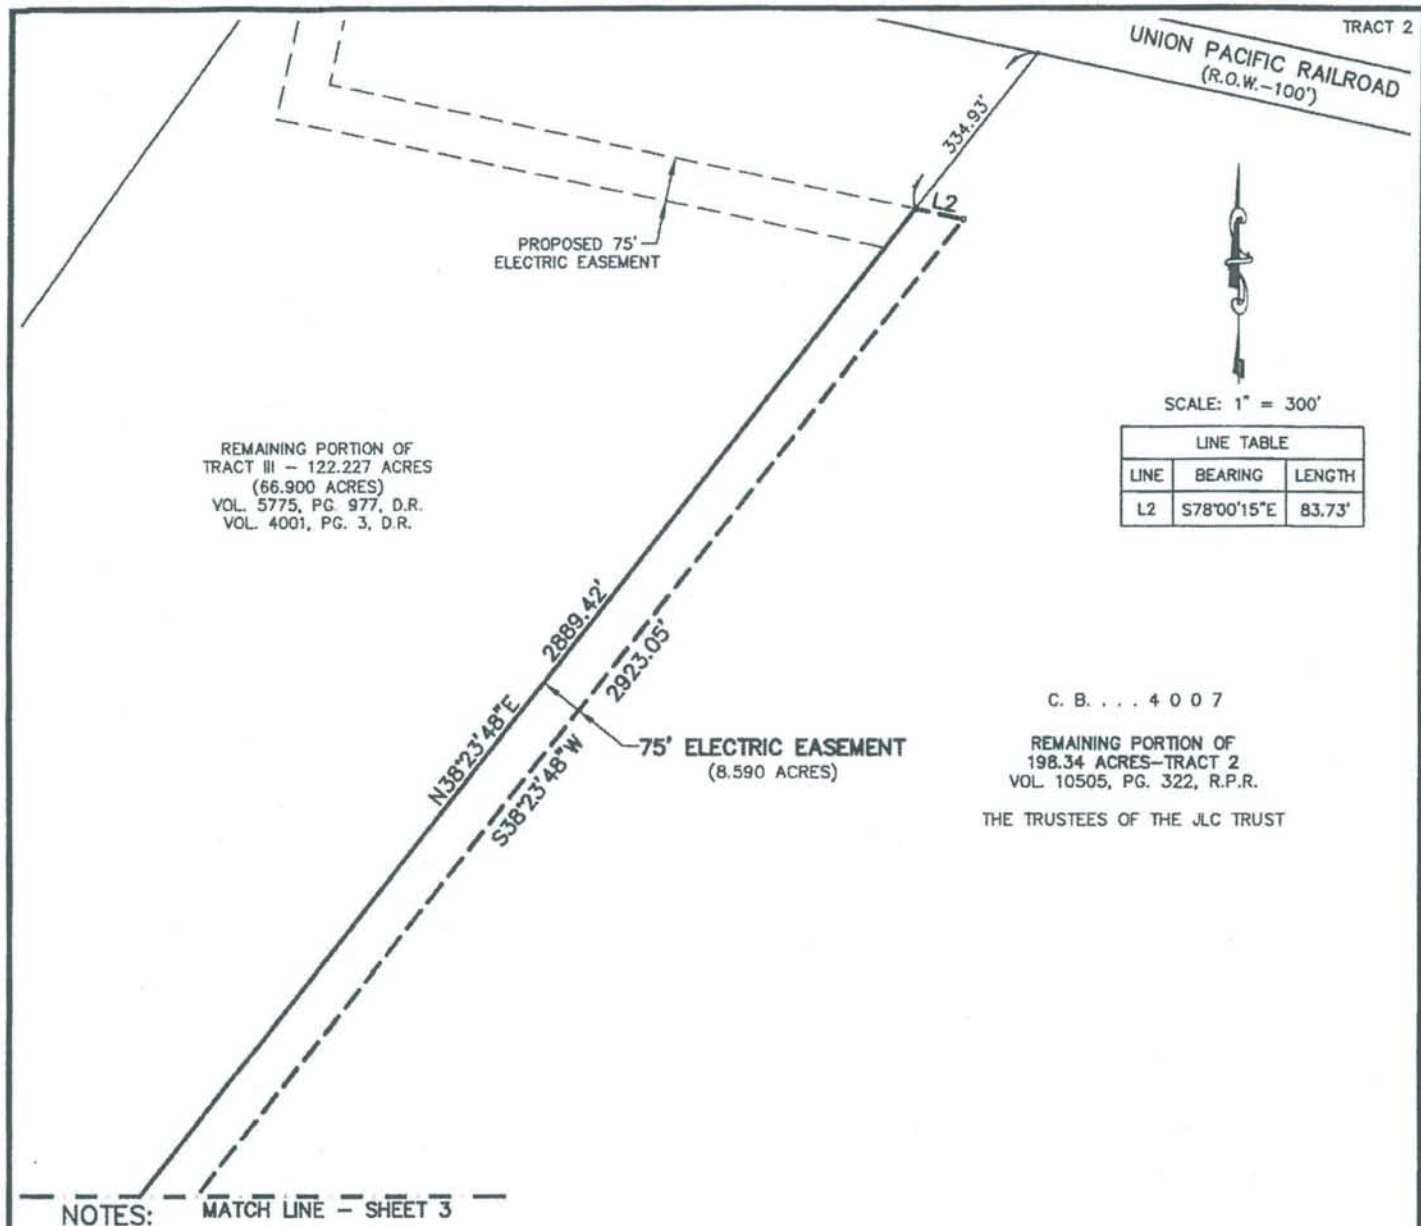 TRACT 2
UNION PACIFIC RAILROAD
(R.O.W.-100')
334.93'
L2
PROPOSED 75'
ELECTRIC EASEMENT
SCALE: 1" = 300'
LINE TABLE
LINE BEARING LENGTH
L2 S78°00'15"E 83.73'
REMAINING PORTION OF
TRACT III - 122.227 ACRES
(66.900 ACRES)
VOL. 5775, PG. 977, D.R.
VOL. 4001, PG. 3, D.R.
2889.42'
N38°23'48"E
2923.05'
S38°23'48"W
75' ELECTRIC EASEMENT
(8.590 ACRES)
C. B. . . . 4 0 0 7
REMAINING PORTION OF
198.34 ACRES-TRACT 2
VOL. 10505, PG. 322, R.P.R.
THE TRUSTEES OF THE JLC TRUST
MATCH LINE - SHEET 3
NOTES: